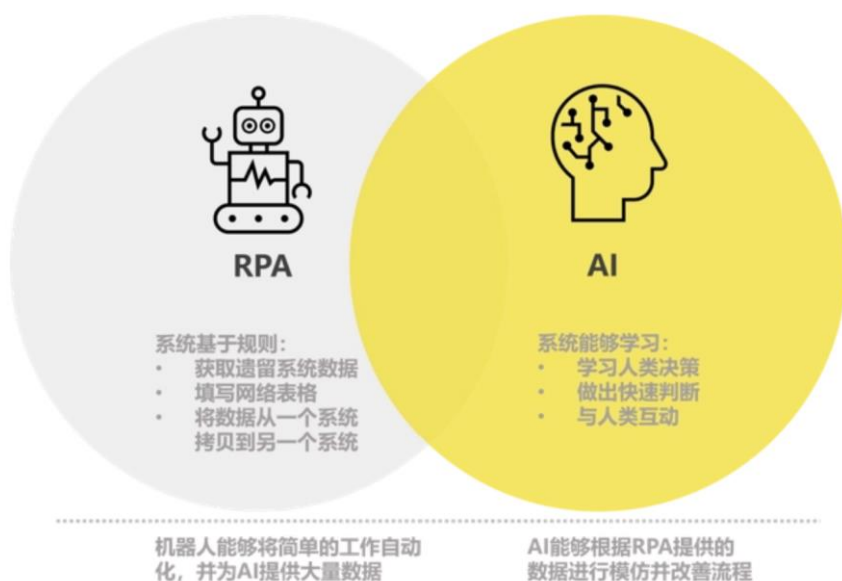 RPA
系统基于规则：
• 获取遗留系统数据
• 填写网络表格
• 将数据从一个系统
拷贝到另一个系统
机器人能够将简单的工作自动
化，并为AI提供大量数据
AI
系统能够学习：
• 学习人类决策
• 做出快速判断
• 与人类互动
AI能够根据RPA提供的
数据进行模仿并改善流程